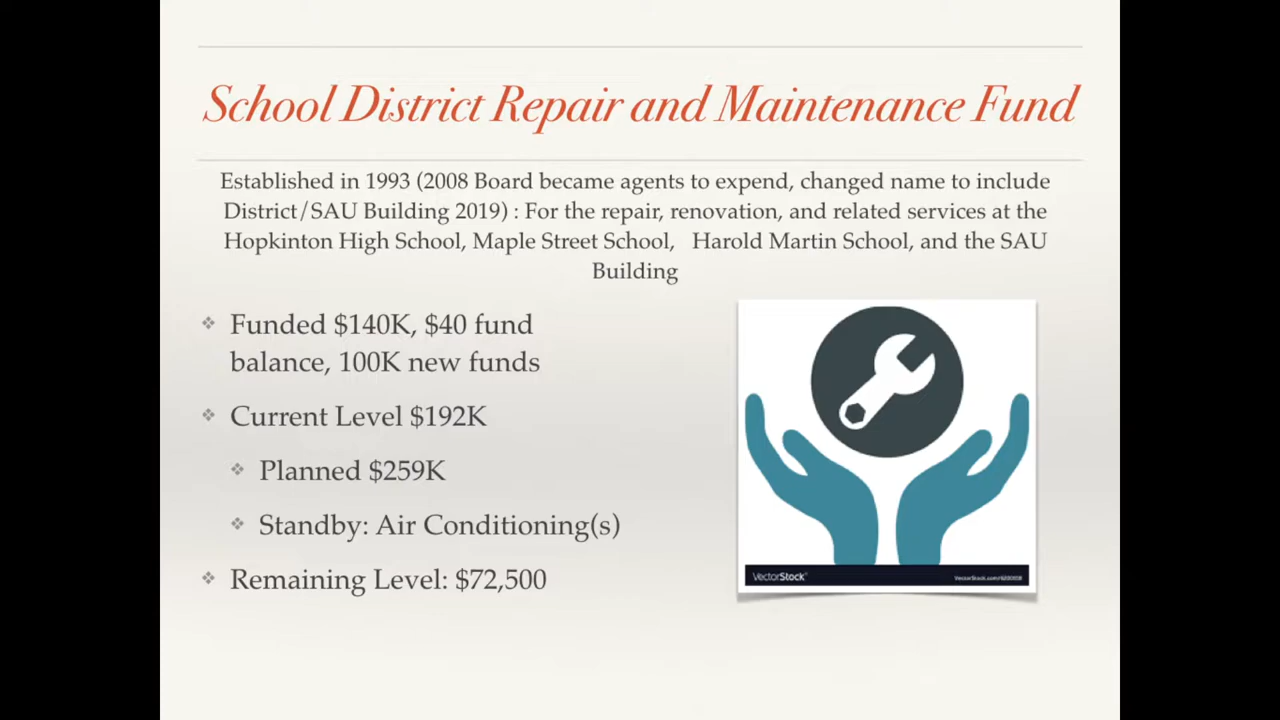 School District Repair and Maintenance Fund
Established in 1993 (2008 Board became agents to expend, changed name to include
District/SAU Building 2019) : For the repair, renovation, and related services at the
Hopkinton High School, Maple Street School, Harold Martin School, and the SAU
Building
Funded $140K, $40 fund
balance, 100K new funds
Current Level $192K
Planned $259K
Standby: Air Conditioning(s)
Remaining Level: $72,500
VectorStock®